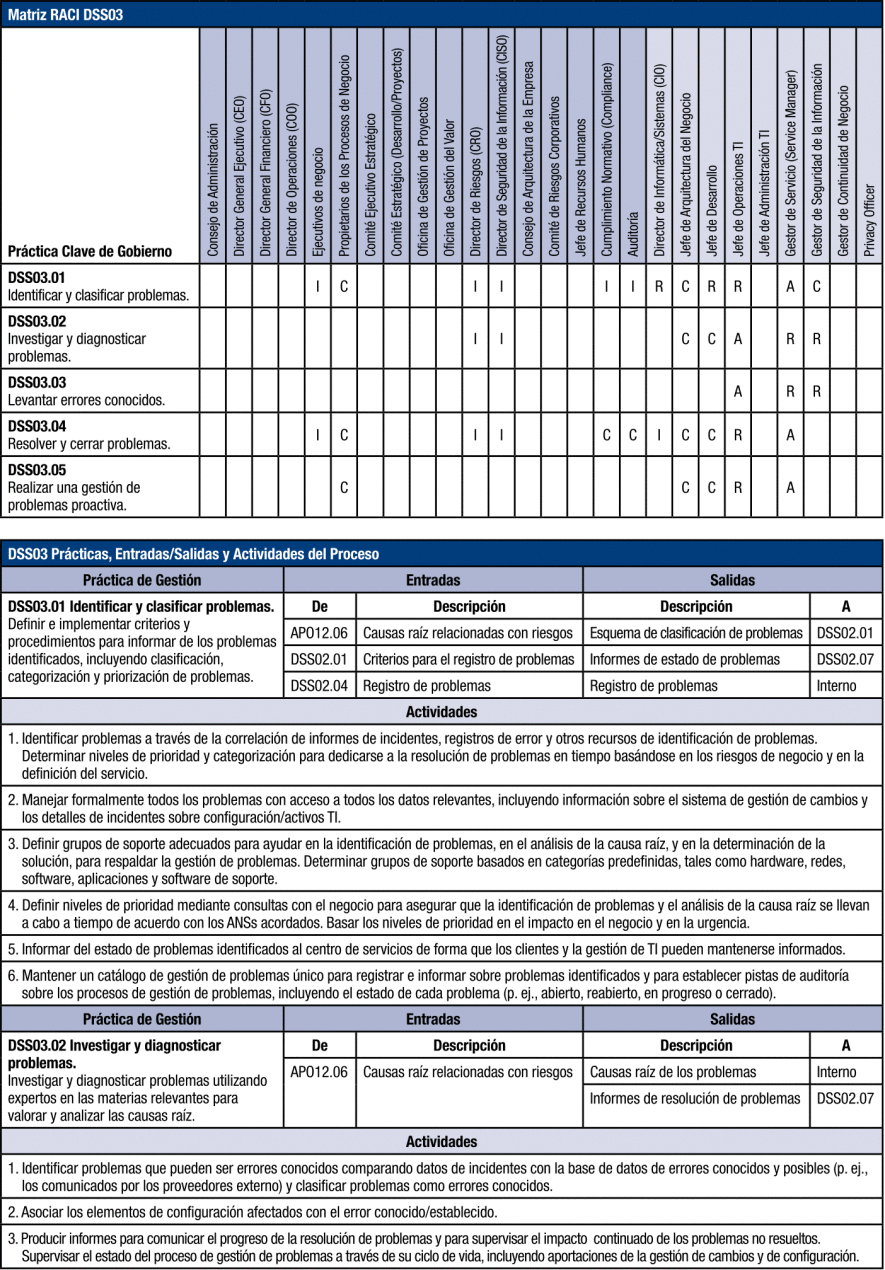 Matriz RACI DSS03
Práctica Clave de Gobierno
Consejo de Administración
Director General Ejecutivo (CEO)
Director General Financiero (CFO)
Director de Operaciones (COO)
Ejecutivos de negocio
Propietarios de los Procesos de Negocio
Comité Ejecutivo Estratégico
Comité Estratégico (Desarrollo/Proyectos)
Oficina de Gestión de Proyectos
Oficina de Gestión del Valor
Director de Riesgos (CRO)
Director de Seguridad de la Información (CISO)
Consejo de Arquitectura de la Empresa
Comité de Riesgos Corporativos
Jefe de Recursos Humanos
Cumplimiento Normativo (Compliance)
Auditoría
Director de Informática/Sistemas (CIO)
Jefe de Arquitectura del Negocio
Jefe de Desarrollo
Jefe de Operaciones TI
Jefe de Administración TI
Gestor de Servicio (Service Manager)
Gestor de Seguridad de la Información
Gestor de Continuidad de Negocio
Privacy Officer
DSS03.01
Identificar y clasificar problemas.
I C I I I I R C R R A C
DSS03.02
Investigar y diagnosticar
problemas.
I I C C A R R
DSS03.03
Levantar errores conocidos.
A R R
DSS03.04
Resolver y cerrar problemas.
I C I I C C I C C R A
DSS03.05
Realizar una gestión de
problemas proactiva.
C C C R A
DSS03 Prácticas, Entradas/Salidas y Actividades del Proceso
Práctica de Gestión Entradas Salidas
DSS03.01 Identificar y clasificar problemas.
Definir e implementar criterios y
procedimientos para informar de los problemas
identificados, incluyendo clasificación,
categorización y priorización de problemas.
De Descripción Descripción A
APO12.06 Causas raíz relacionadas con riesgos Esquema de clasificación de problemas DSS02.01
DSS02.01 Criterios para el registro de problemas Informes de estado de problemas DSS02.07
DSS02.04 Registro de problemas Registro de problemas Interno
Actividades
1. Identificar problemas a través de la correlación de informes de incidentes, registros de error y otros recursos de identificación de problemas.
Determinar niveles de prioridad y categorización para dedicarse a la resolución de problemas en tiempo basándose en los riesgos de negocio y en la
definición del servicio.
2. Manejar formalmente todos los problemas con acceso a todos los datos relevantes, incluyendo información sobre el sistema de gestión de cambios y
los detalles de incidentes sobre configuración/activos TI.
3. Definir grupos de soporte adecuados para ayudar en la identificación de problemas, en el análisis de la causa raíz, y en la determinación de la
solución, para respaldar la gestión de problemas. Determinar grupos de soporte basados en categorías predefinidas, tales como hardware, redes,
software, aplicaciones y software de soporte.
4. Definir niveles de prioridad mediante consultas con el negocio para asegurar que la identificación de problemas y el análisis de la causa raíz se llevan
a cabo a tiempo de acuerdo con los ANSs acordados. Basar los niveles de prioridad en el impacto en el negocio y en la urgencia.
5. Informar del estado de problemas identificados al centro de servicios de forma que los clientes y la gestión de TI pueden mantenerse informados.
6. Mantener un catálogo de gestión de problemas único para registrar e informar sobre problemas identificados y para establecer pistas de auditoría
sobre los procesos de gestión de problemas, incluyendo el estado de cada problema (p. ej., abierto, reabierto, en progreso o cerrado).
Práctica de Gestión Entradas Salidas
DSS03.02 Investigar y diagnosticar
problemas.
Investigar y diagnosticar problemas utilizando
expertos en las materias relevantes para
valorar y analizar las causas raíz.
De Descripción Descripción A
APO12.06 Causas raíz relacionadas con riesgos Causas raíz de los problemas Interno
Informes de resolución de problemas DSS02.07
Actividades
1. Identificar problemas que pueden ser errores conocidos comparando datos de incidentes con la base de datos de errores conocidos y posibles (p. ej.,
los comunicados por los proveedores externo) y clasificar problemas como errores conocidos.
2. Asociar los elementos de configuración afectados con el error conocido/establecido.
3. Producir informes para comunicar el progreso de la resolución de problemas y para supervisar el impacto continuado de los problemas no resueltos.
Supervisar el estado del proceso de gestión de problemas a través de su ciclo de vida, incluyendo aportaciones de la gestión de cambios y de configuración.